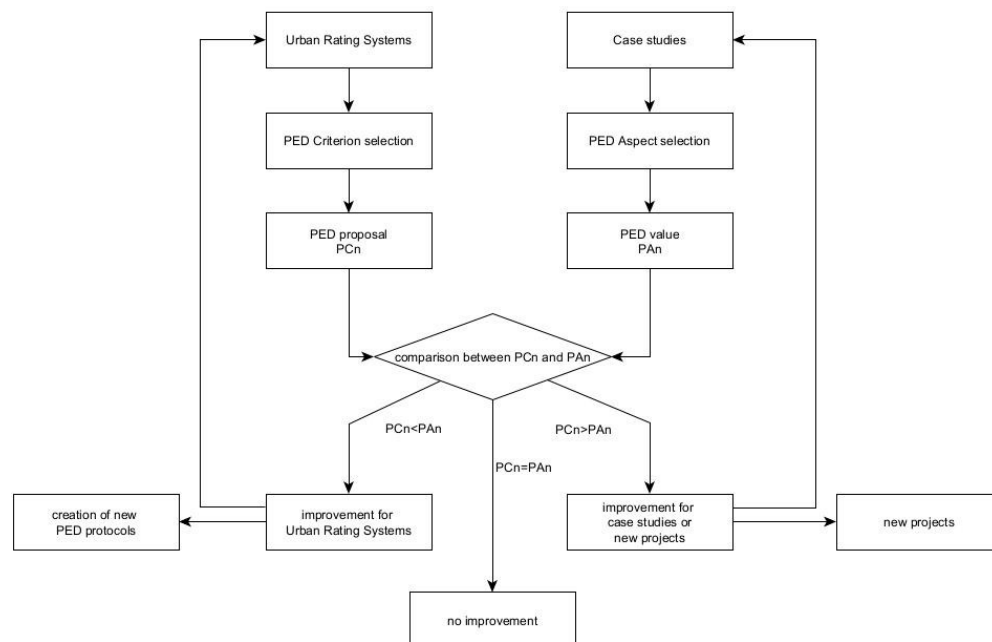 Urban Rating Systems
Case studies
PED Criterion selection
PED Aspect selection
PED proposal
PCn
PED value
PAn
comparison between PCn and PAn
PCn<PAn
PCn>PAn
PCn=PAn
creation of new
PED protocols
improvement for
Urban Rating Systems
improvement for
case studies or
new projects
new projects
no improvement